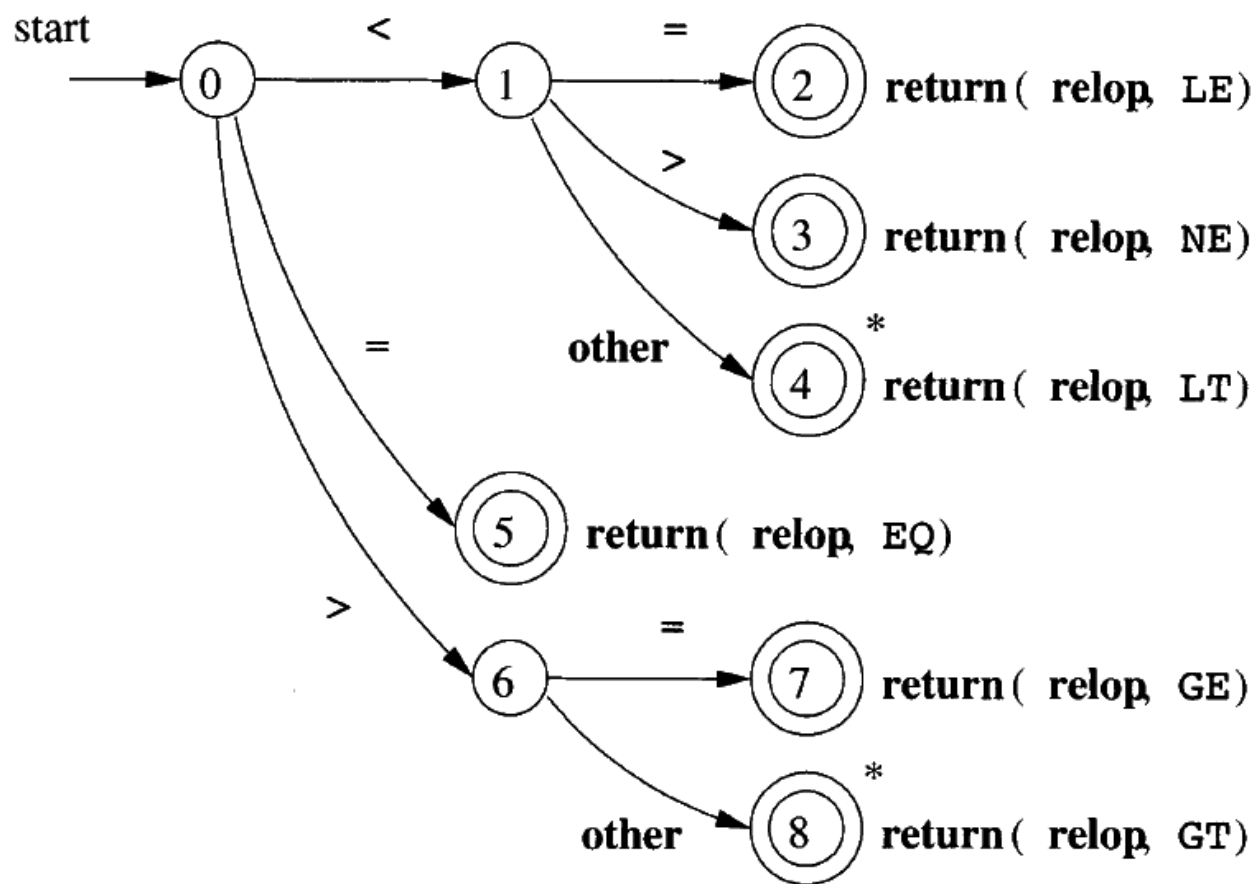 start
<
=
0
1
2
return( relop, LE)
>
3
return( relop, NE)
*
other
4
return( relop, LT)
=
5
return( relop, EQ)
>
=
6
7
return( relop, GE)
*
other
8
return( relop, GT)